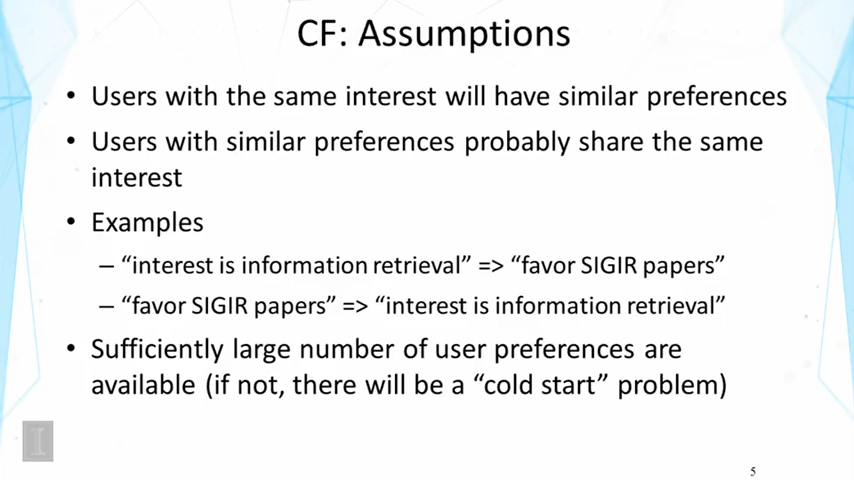 CF: Assumptions
• Users with the same interest will have similar preferences
• Users with similar preferences probably share the same
interest
• Examples
– “interest is information retrieval” => “favor SIGIR papers”
– “favor SIGIR papers” => “interest is information retrieval”
• Sufficiently large number of user preferences are
available (if not, there will be a “cold start” problem)
I
5